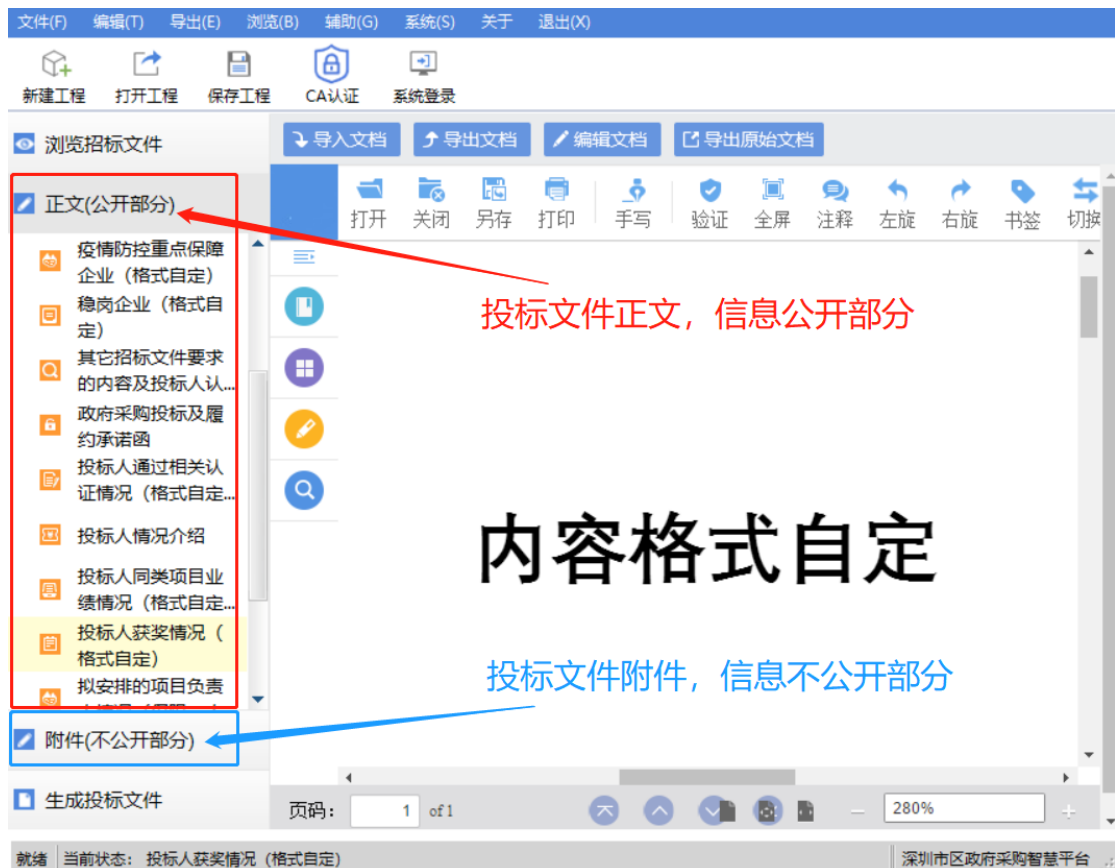 文件(F) 编辑(T) 导出(E) 浏览(B) 辅助(G) 系统(S) 关于 退出(X)
新建工程 打开工程 保存工程 CA认证 系统登录
浏览招标文件
导入文档 导出文档 编辑文档 导出原始文档
正文(公开部分)
打开 关闭 另存 打印 手写 验证 全屏 注释 左旋 右旋 书签 切换
疫情防控重点保障
企业（格式自定）
稳岗企业（格式自
定）
其它招标文件要求
的内容及投标人认...
政府采购投标及履
约承诺函
投标人通过相关认
证情况（格式自定...
投标人情况介绍
投标人同类项目业
绩情况（格式自定...
投标人获奖情况（
格式自定）
拟安排的项目负责
投标文件正文，信息公开部分
内容格式自定
投标文件附件，信息不公开部分
附件(不公开部分)
生成投标文件
页码： 1 of 1 280%
就绪 当前状态： 投标人获奖情况（格式自定） 深圳市区政府采购智慧平台